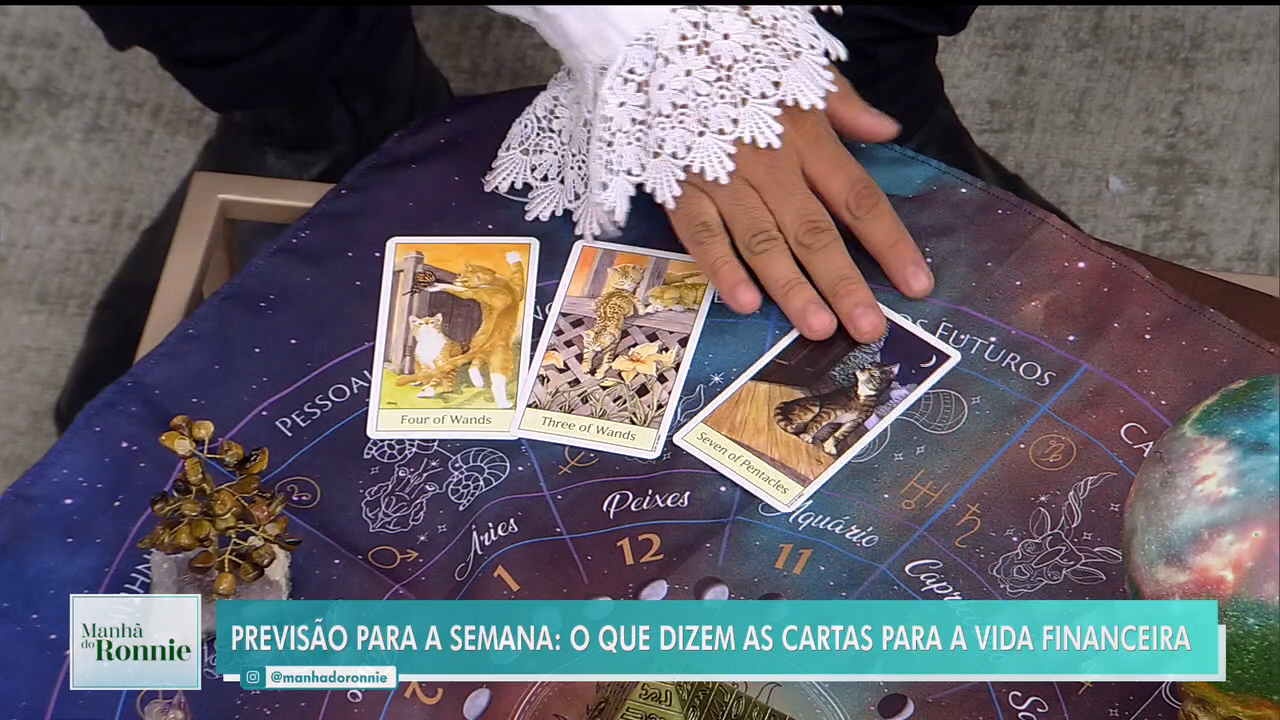 Four of Wands
Three of Wands
Seven of Pentacles
PESSOAL
OS FUTUROS
Áries
Peixes
Aquário
1
12
11
Manhã
do Ronnie
PREVISÃO PARA A SEMANA: O QUE DIZEM AS CARTAS PARA A VIDA FINANCEIRA
@manhadoronnie